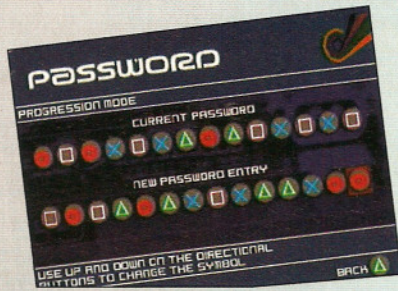 PASSWORD
PROGRESSION MODE
CURRENT PASSWORD
NEW PASSWORD ENTRY
USE UP AND DOWN ON THE DIRECTIONAL
BUTTONS TO CHANGE THE SYMBOL
BACK